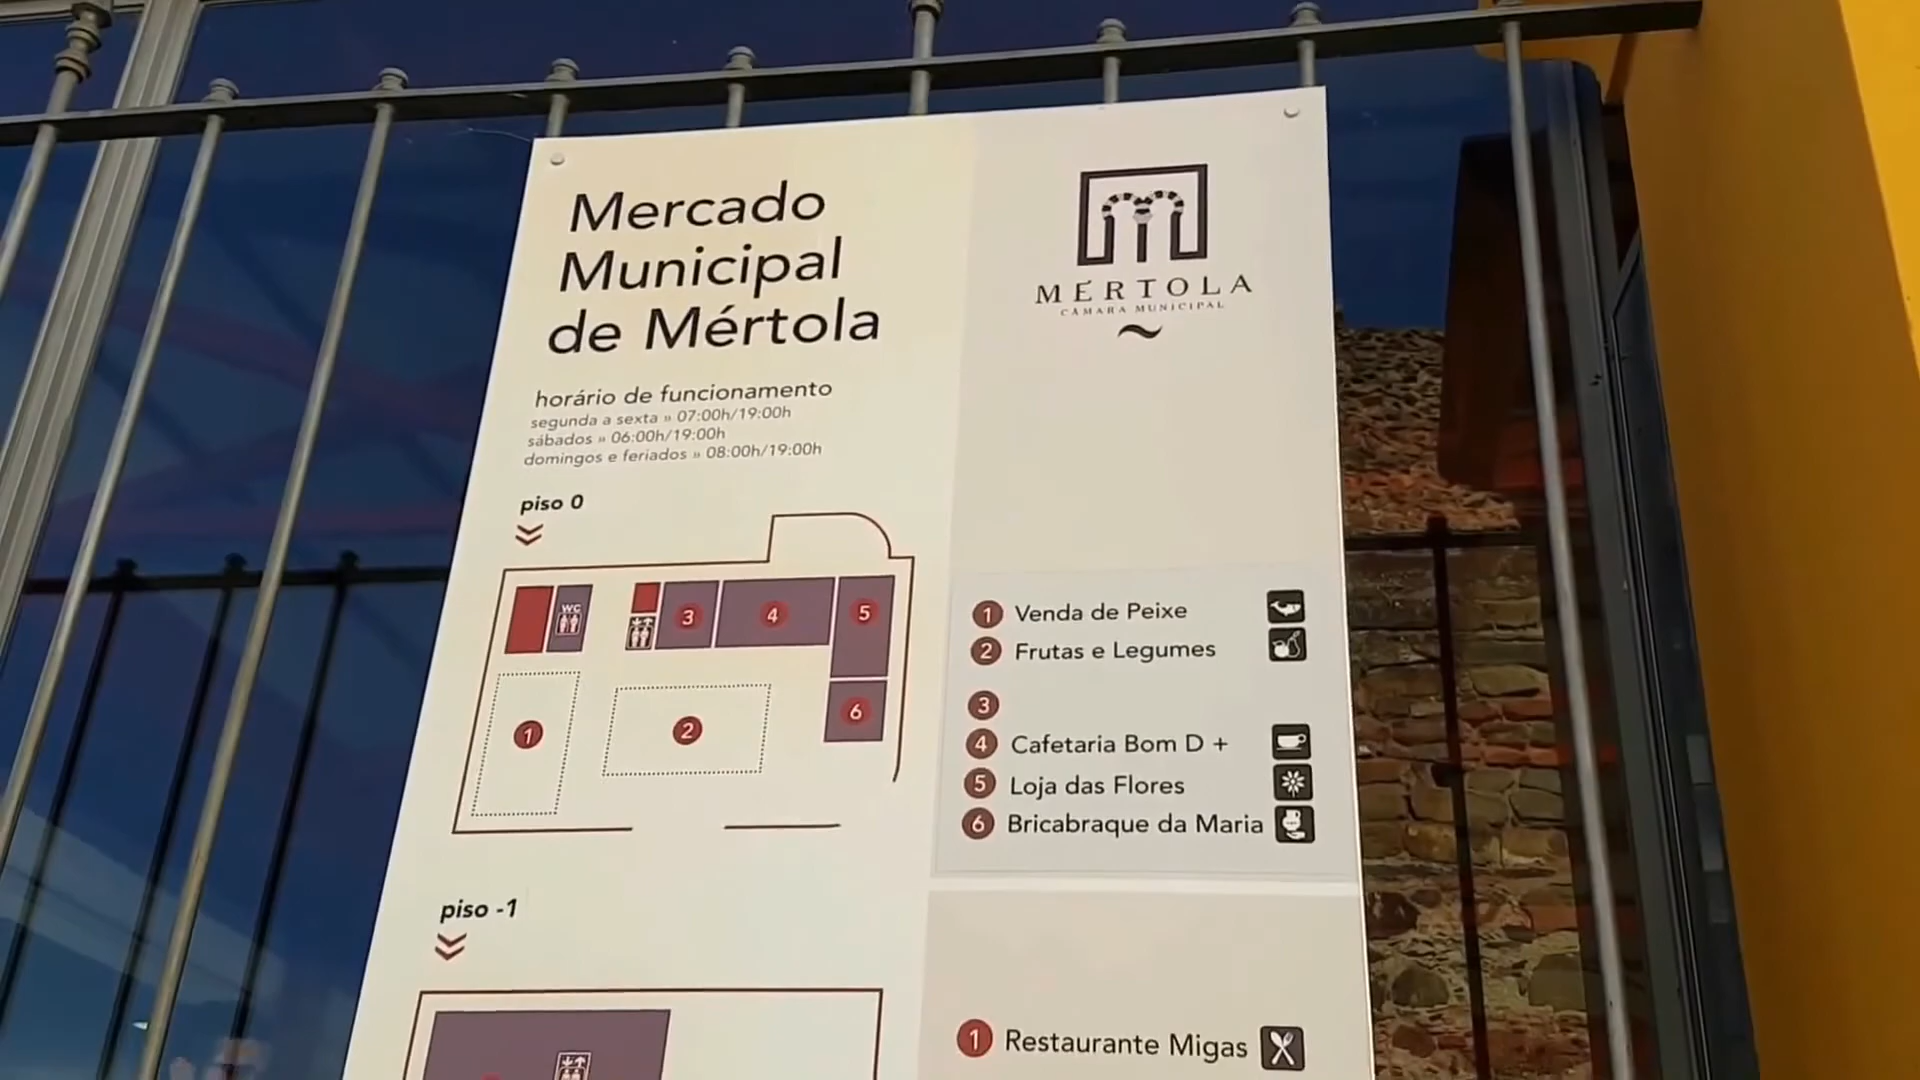 Mercado
Municipal
de Mértola
MÉRTOLA
CÂMARA MUNICIPAL
horário de funcionamento
segunda a sexta » 07:00h/19:00h
sábados » 06:00h/19:00h
domingos e feriados » 08:00h/19:00h
piso 0
WC
3
4
5
6
1
2
1 Venda de Peixe
2 Frutas e Legumes
3
4 Cafetaria Bom D +
5 Loja das Flores
6 Bricabraque da Maria
piso -1
1 Restaurante Migas